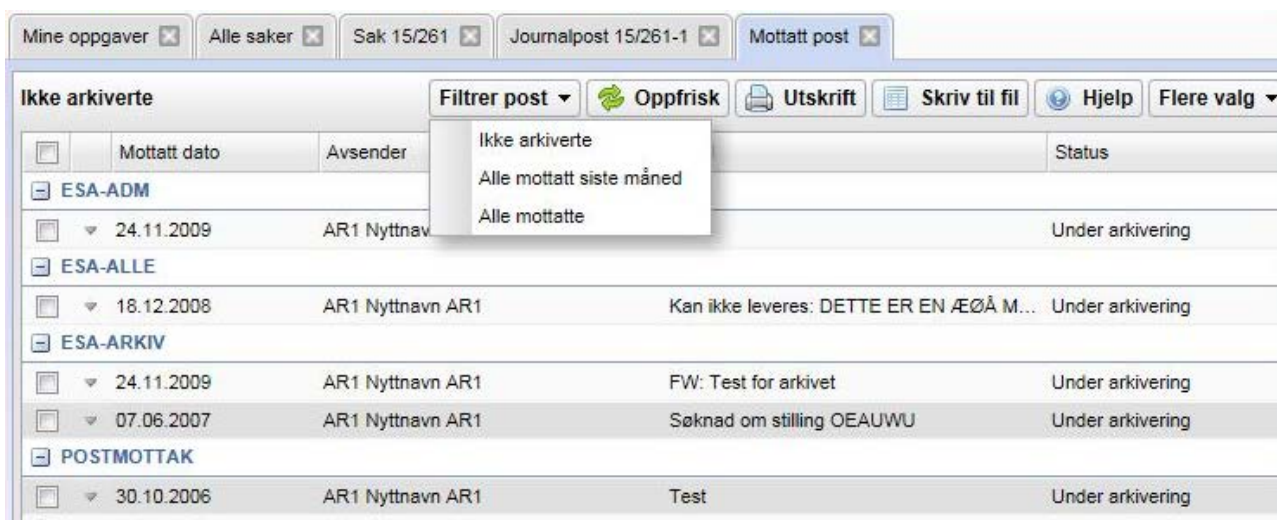 Mine oppgaver Alle saker Sak 15/261 Journalpost 15/261-1 Mottatt post
Ikke arkiverte Filtrer post Oppfrisk Utskrift Skriv til fil Hjelp Flere valg
Mottatt dato Avsender Status
Ikke arkiverte
Alle mottatt siste måned
Alle mottatte
ESA-ADM
24.11.2009 AR1 Nyttnav Under arkivering
ESA-ALLE
18.12.2008 AR1 Nyttnavn AR1 Kan ikke leveres: DETTE ER EN ÆØÅ M... Under arkivering
ESA-ARKIV
24.11.2009 AR1 Nyttnavn AR1 FW: Test for arkivet Under arkivering
07.06.2007 AR1 Nyttnavn AR1 Søknad om stilling OEAUWU Under arkivering
POSTMOTTAK
30.10.2006 AR1 Nyttnavn AR1 Test Under arkivering